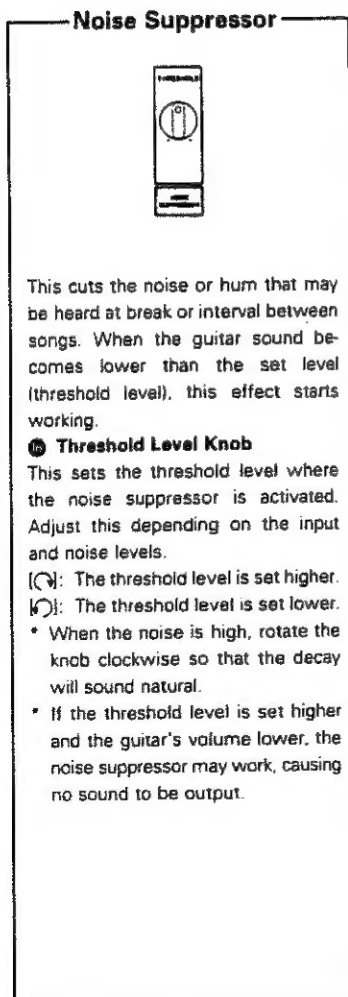 Noise Suppressor
THRESHOLD
This cuts the noise or hum that may
be heard at break or interval between
songs. When the guitar sound be-
comes lower than the set level
(threshold level), this effect starts
working.
Threshold Level Knob
This sets the threshold level where
the noise suppressor is activated.
Adjust this depending on the input
and noise levels.
[↻]: The threshold level is set higher.
[↺]: The threshold level is set lower.
* When the noise is high, rotate the
knob clockwise so that the decay
will sound natural.
* If the threshold level is set higher
and the guitar's volume lower, the
noise suppressor may work, causing
no sound to be output.